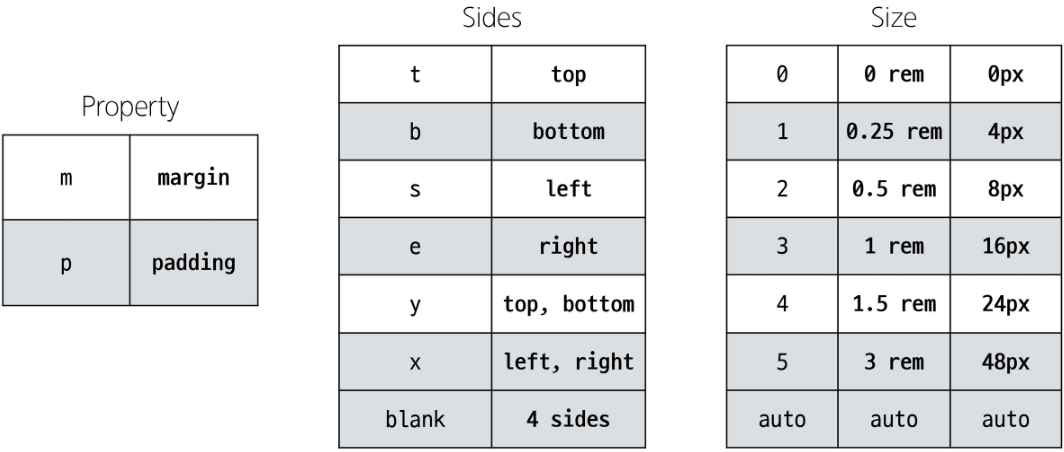 Property
m margin
p padding
Sides
t top
b bottom
s left
e right
y top, bottom
x left, right
blank 4 sides
Size
0 0 rem 0px
1 0.25 rem 4px
2 0.5 rem 8px
3 1 rem 16px
4 1.5 rem 24px
5 3 rem 48px
auto auto auto